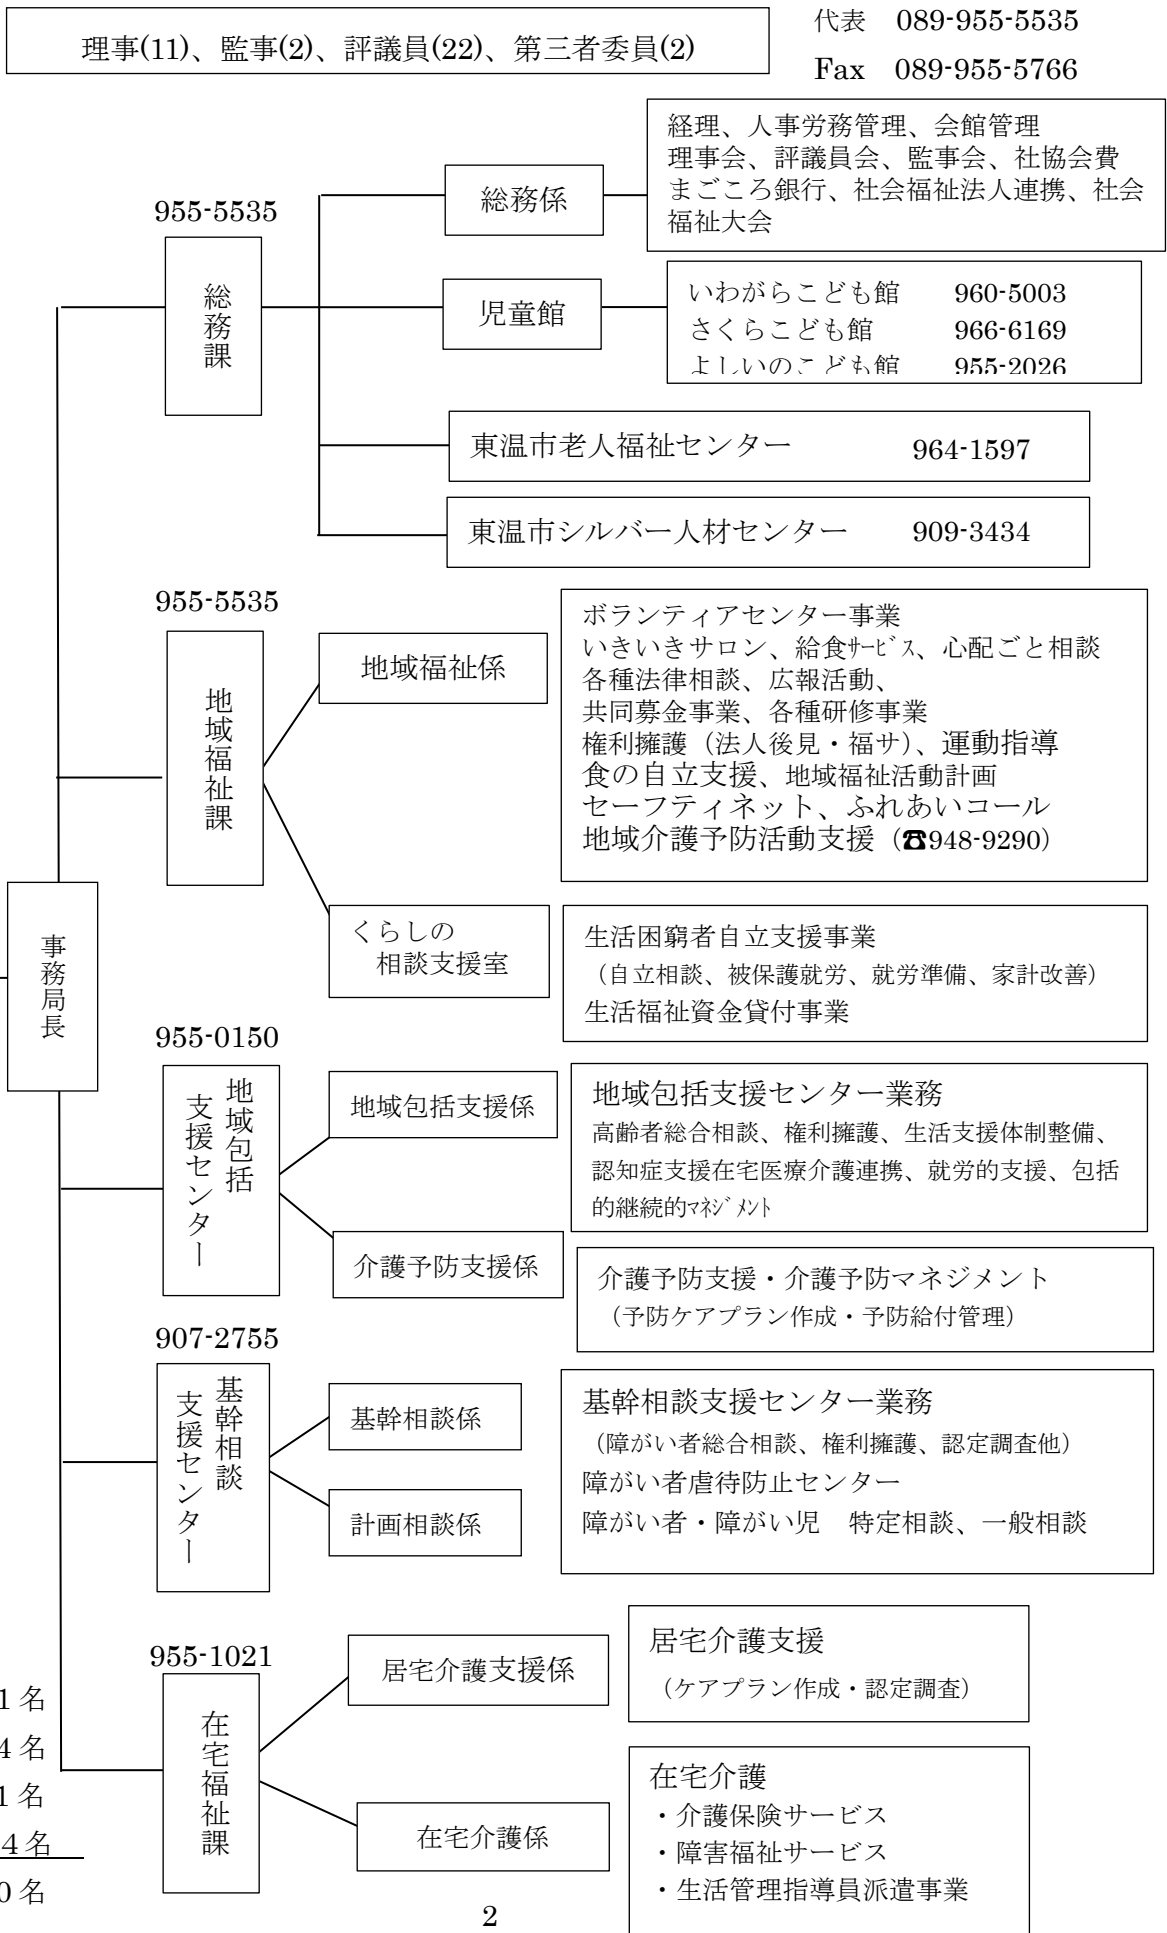 理事(11)、監事(2)、評議員(22)、第三者委員(2)
代表　089-955-5535
Fax　089-955-5766
事務局長
955-5535
総務課
総務係
経理、人事労務管理、会館管理
理事会、評議員会、監事会、社協会費
まごころ銀行、社会福祉法人連携、社会
福祉大会
児童館
いわがらこども館　960-5003
さくらこども館　966-6169
よしいのこども館　955-2026
東温市老人福祉センター　964-1597
東温市シルバー人材センター　909-3434
955-5535
地域福祉課
地域福祉係
ボランティアセンター事業
いきいきサロン、給食ｻｰﾋﾞｽ、心配ごと相談
各種法律相談、広報活動、
共同募金事業、各種研修事業
権利擁護（法人後見・福サ）、運動指導
食の自立支援、地域福祉活動計画
セーフティネット、ふれあいコール
地域介護予防活動支援（☎948-9290）
くらしの
相談支援室
生活困窮者自立支援事業
（自立相談、被保護就労、就労準備、家計改善）
生活福祉資金貸付事業
955-0150
地域包括
支援センター
地域包括支援係
地域包括支援センター業務
高齢者総合相談、権利擁護、生活支援体制整備、
認知症支援在宅医療介護連携、就労的支援、包括
的継続的ﾏﾈｼﾞﾒﾝﾄ
介護予防支援係
介護予防支援・介護予防マネジメント
（予防ケアプラン作成・予防給付管理）
907-2755
基幹相談
支援センター
基幹相談係
計画相談係
基幹相談支援センター業務
（障がい者総合相談、権利擁護、認定調査他）
障がい者虐待防止センター
障がい者・障がい児　特定相談、一般相談
955-1021
在宅福祉課
居宅介護支援係
居宅介護支援
（ケアプラン作成・認定調査）
在宅介護係
在宅介護
・介護保険サービス
・障害福祉サービス
・生活管理指導員派遣事業
1名
4名
1名
4名
0名
2